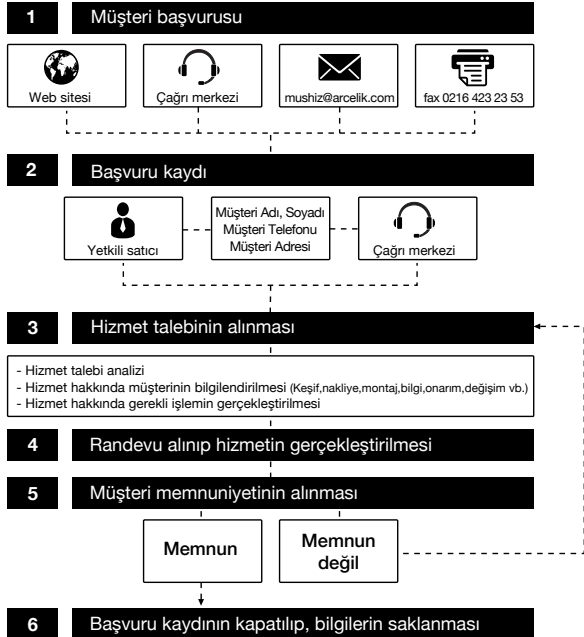 1 Müşteri başvurusu
Web sitesi
Çağrı merkezi
mushiz@arcelik.com
fax 0216 423 23 53
2 Başvuru kaydı
Yetkili satıcı
Müşteri Adı, Soyadı
Müşteri Telefonu
Müşteri Adresi
Çağrı merkezi
3 Hizmet talebinin alınması
- Hizmet talebi analizi
- Hizmet hakkında müşterinin bilgilendirilmesi (Keşif,nakliye,montaj,bilgi,onarım,değişim vb.)
- Hizmet hakkında gerekli işlemin gerçekleştirilmesi
4 Randevu alınıp hizmetin gerçekleştirilmesi
5 Müşteri memnuniyetinin alınması
Memnun
Memnun
değil
6 Başvuru kaydının kapatılıp, bilgilerin saklanması